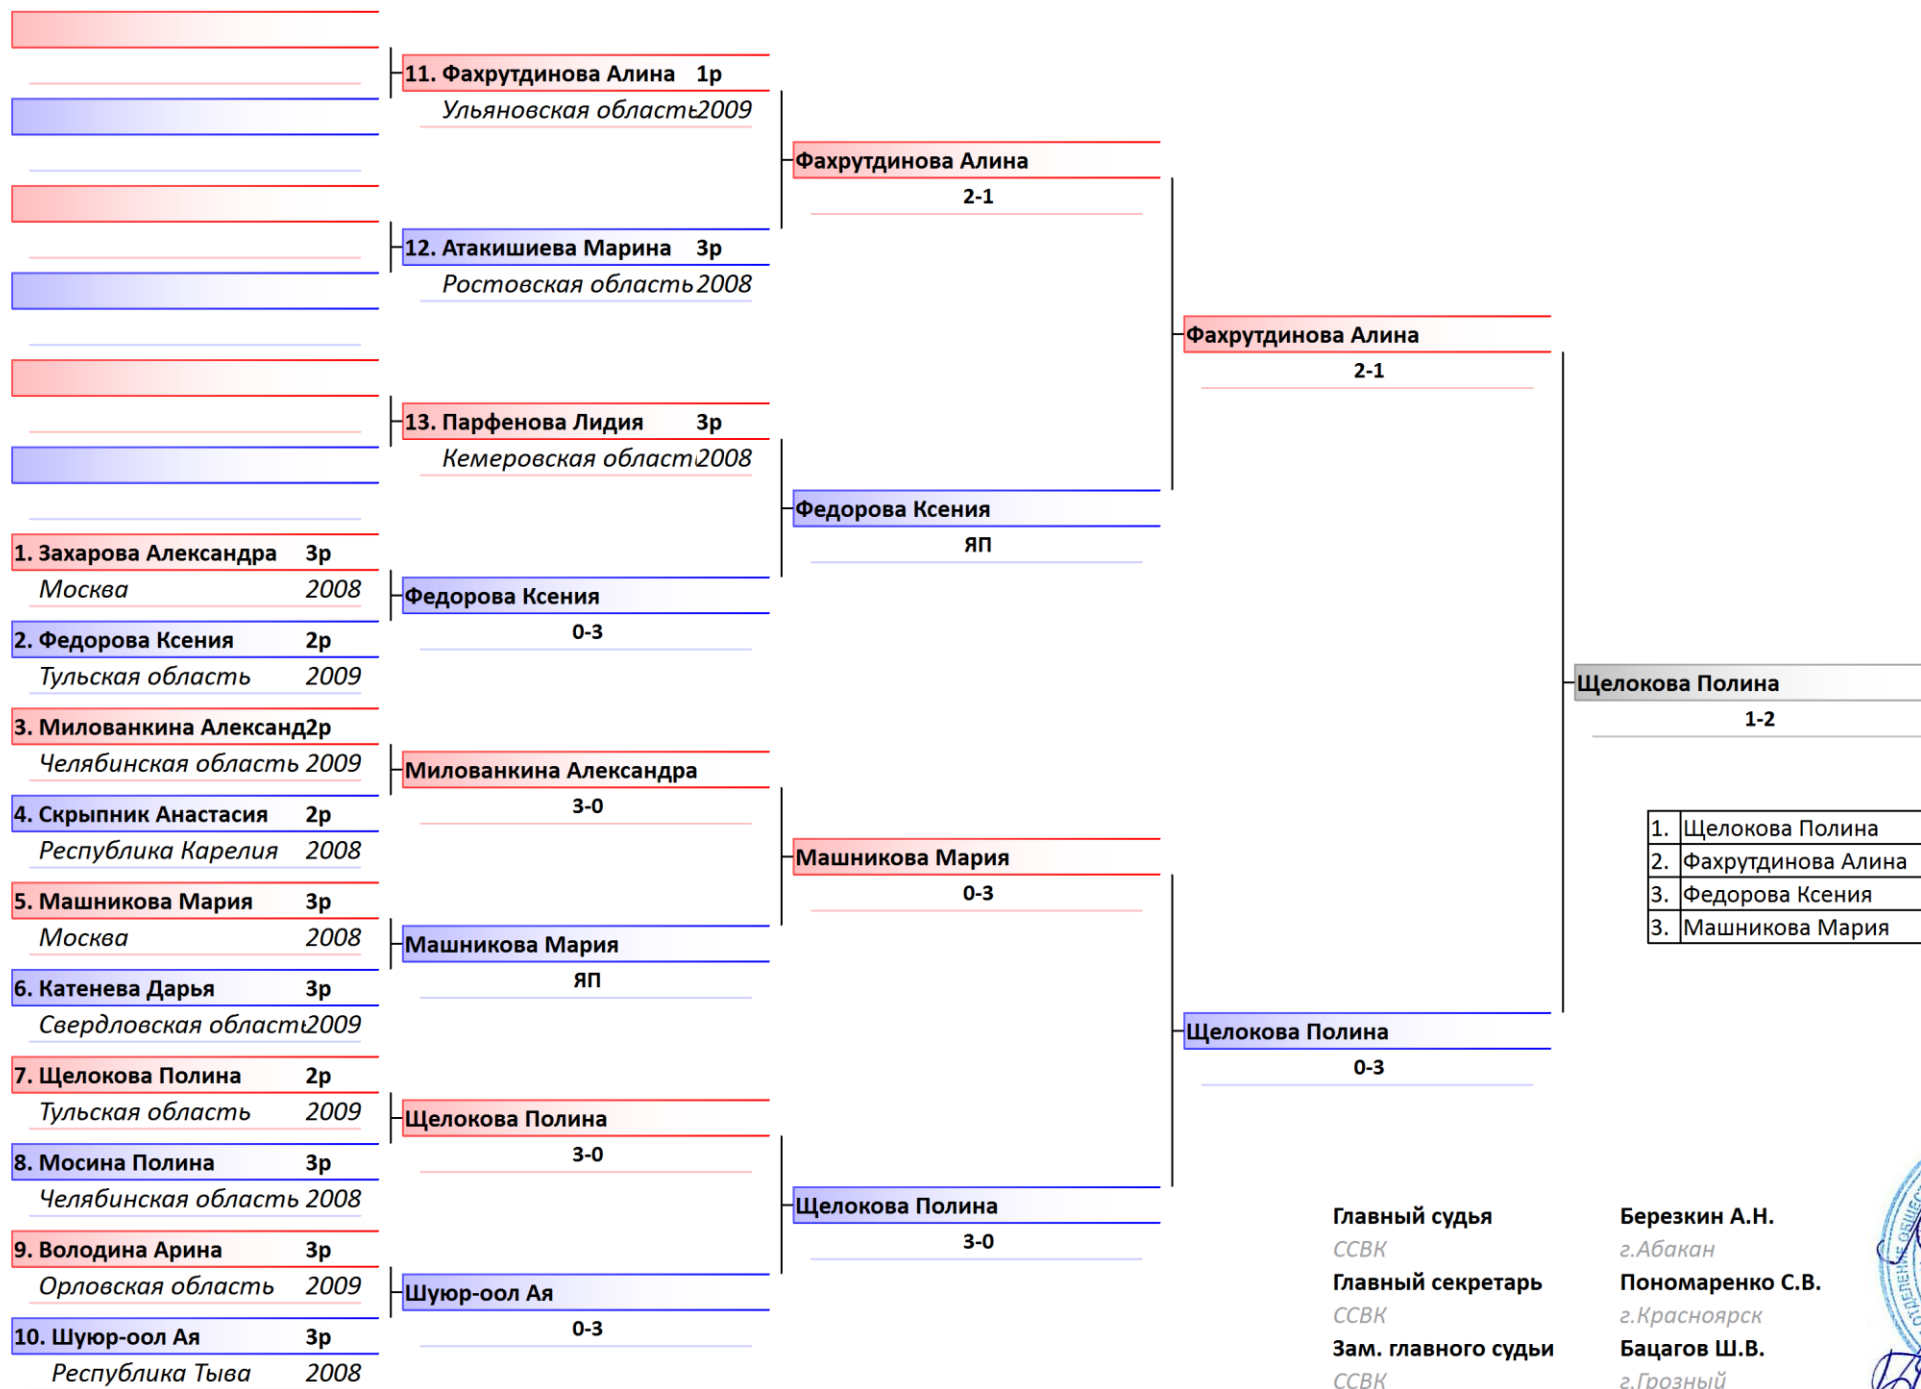 11. Фахрутдинова Алина 1р
Ульяновская область 2009
Фахрутдинова Алина
2-1
12. Атакишиева Марина 3р
Ростовская область 2008
Фахрутдинова Алина
2-1
13. Парфенова Лидия 3р
Кемеровская област 2008
Федорова Ксения
ЯП
1. Захарова Александра 3р
Москва 2008
Федорова Ксения
0-3
2. Федорова Ксения 2р
Тульская область 2009
Щелокова Полина
1-2
3. Милованкина Александ 2р
Челябинская область 2009
Милованкина Александра
3-0
4. Скрыпник Анастасия 2р
Республика Карелия 2008
Машникова Мария
0-3
1. Щелокова Полина
2. Фахрутдинова Алина
3. Федорова Ксения
3. Машникова Мария
5. Машникова Мария 3р
Москва 2008
Машникова Мария
ЯП
6. Катенева Дарья 3р
Свердловская област 2009
Щелокова Полина
0-3
7. Щелокова Полина 2р
Тульская область 2009
Щелокова Полина
3-0
8. Мосина Полина 3р
Челябинская область 2008
Щелокова Полина
3-0
9. Володина Арина 3р
Орловская область 2009
Шуюр-оол Ая
0-3
10. Шуюр-оол Ая 3р
Республика Тыва 2008
Главный судья Березкин А.Н.
ССВК г.Абакан
Главный секретарь Пономаренко С.В.
ССВК г.Красноярск
Зам. главного судьи Бацагов Ш.В.
ССВК г.Грозный